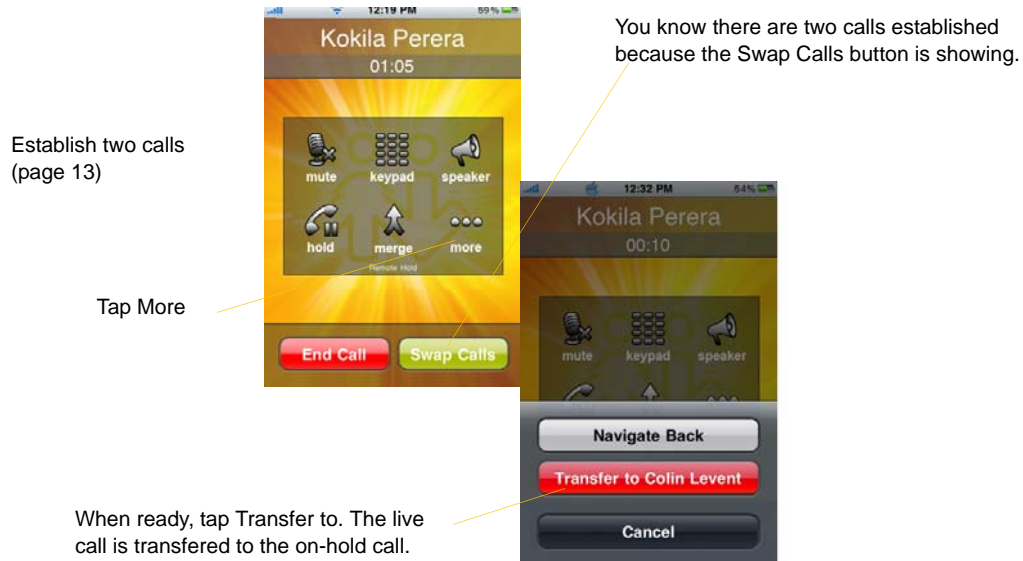 You know there are two calls established
because the Swap Calls button is showing.
Establish two calls
(page 13)
Tap More
When ready, tap Transfer to. The live
call is transfered to the on-hold call.
12:19 PM
59%
Kokila Perera
01:05
mute keypad speaker
hold merge more
Remote Hold
End Call Swap Calls
12:32 PM
64%
Kokila Perera
00:10
mute keypad speaker
Navigate Back
Transfer to Colin Levent
Cancel